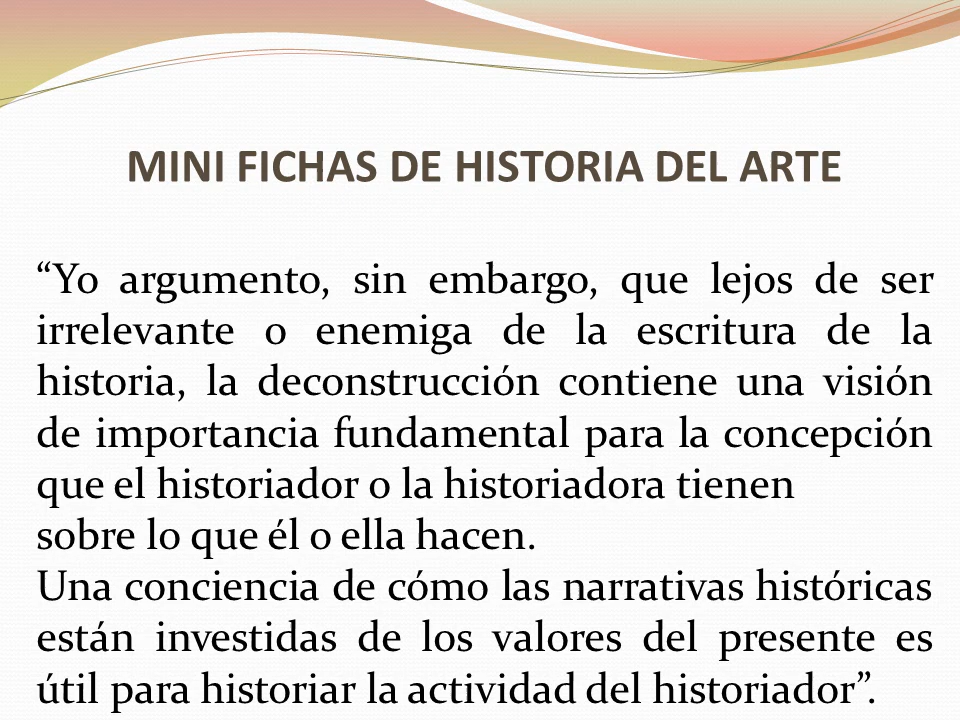 MINI FICHAS DE HISTORIA DEL ARTE
“Yo argumento, sin embargo, que lejos de ser
irrelevante o enemiga de la escritura de la
historia, la deconstrucción contiene una visión
de importancia fundamental para la concepción
que el historiador o la historiadora tienen
sobre lo que él o ella hacen.
Una conciencia de cómo las narrativas históricas
están investidas de los valores del presente es
útil para historiar la actividad del historiador”.